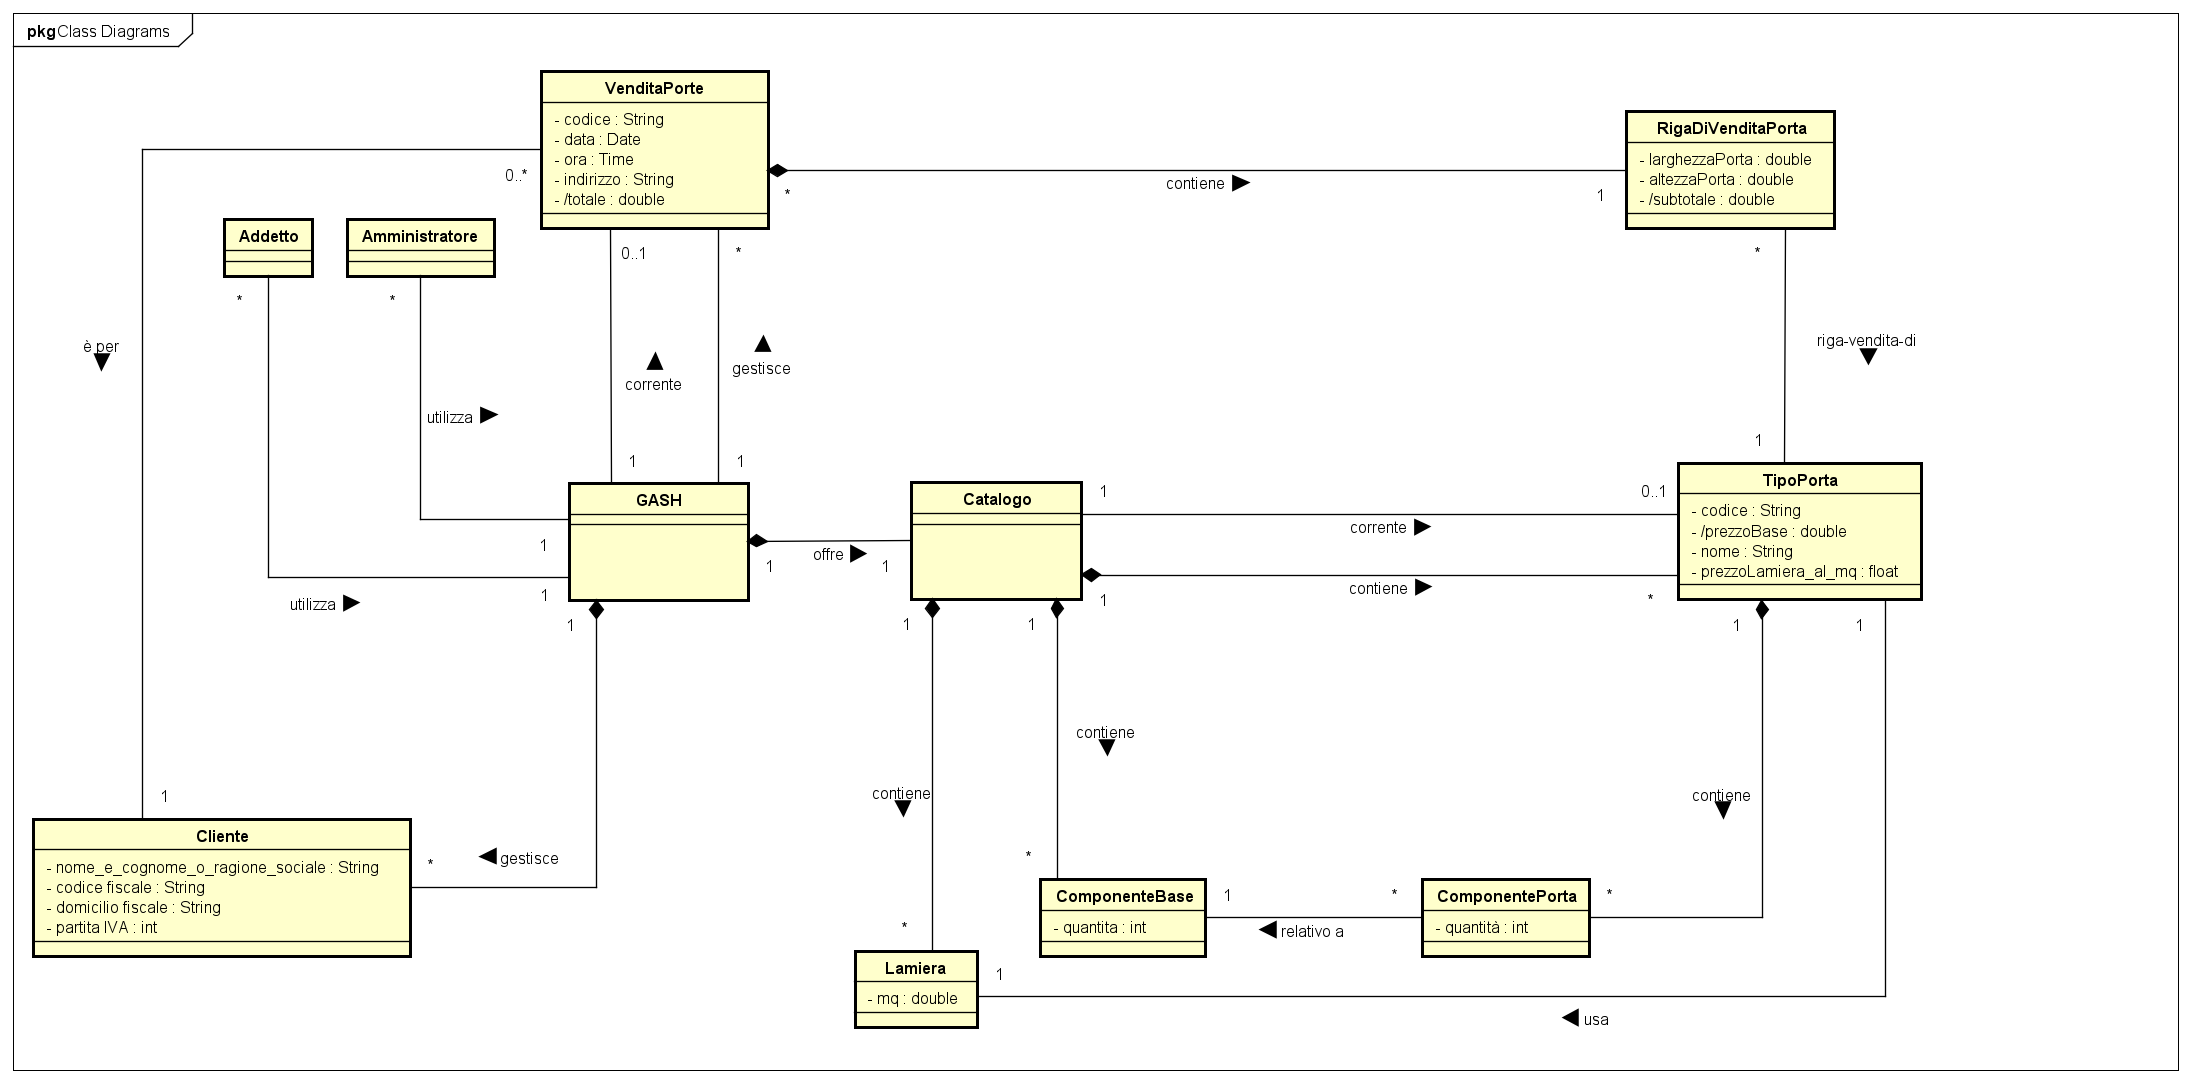 pkg Class Diagrams
VenditaPorte
- codice : String
- data : Date
- ora : Time
- indirizzo : String
- /totale : double
0..*
*
contiene
1
RigaDiVenditaPorta
- larghezzaPorta : double
- altezzaPorta : double
- /subtotale : double
Addetto
Amministratore
*
*
0..1
*
*
è per
corrente
gestisce
riga-vendita-di
utilizza
utilizza
1
1
1
1
1
GASH
1
offre
1
Catalogo
1
corrente
0..1
1
contiene
*
TipoPorta
- codice : String
- /prezzoBase : double
- nome : String
- prezzoLamiera_al_mq : float
1
1
1
1
1
contiene
contiene
contiene
1
Cliente
- nome_e_cognome_o_ragione_sociale : String
- codice fiscale : String
- domicilio fiscale : String
- partita IVA : int
*
gestisce
*
*
ComponenteBase
- quantita : int
1
relativo a
*
ComponentePorta
- quantità : int
*
Lamiera
- mq : double
1
usa